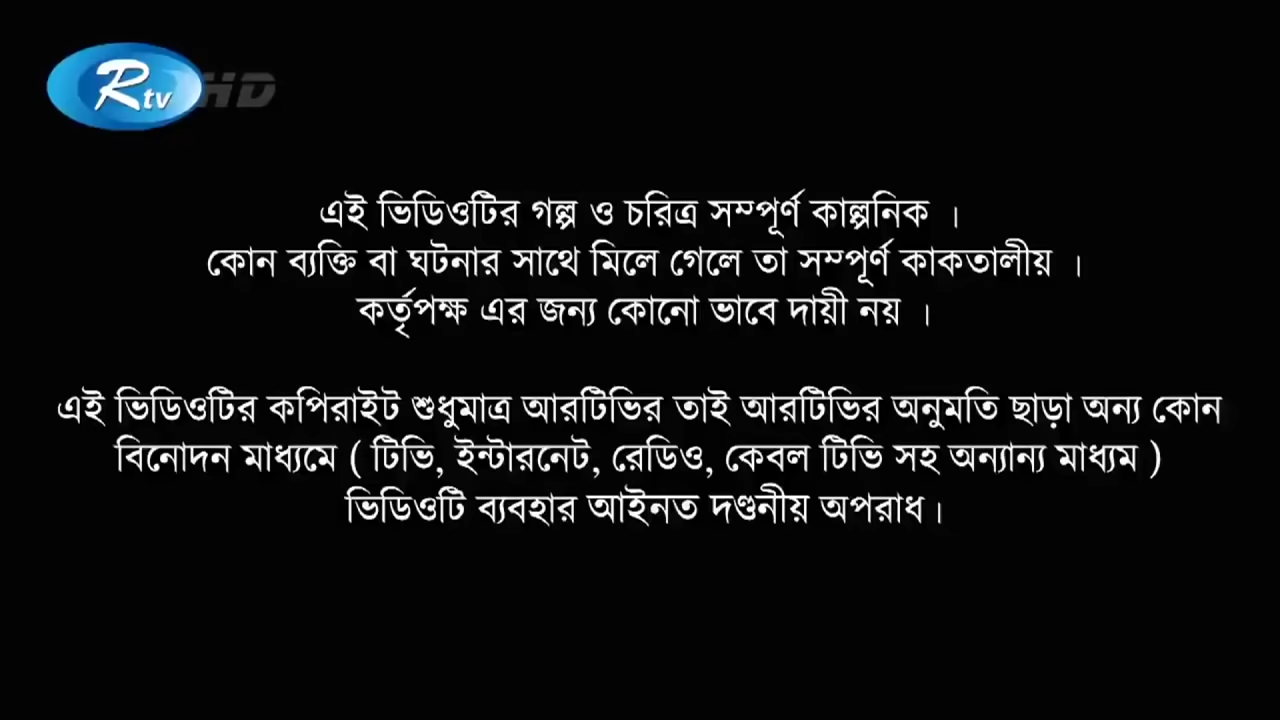 Rtv HD
এই ভিডিওটির গল্প ও চরিত্র সম্পূর্ণ কাল্পনিক ।
কোন ব্যক্তি বা ঘটনার সাথে মিলে গেলে তা সম্পূর্ণ কাকতালীয় ।
কর্তৃপক্ষ এর জন্য কোনো ভাবে দায়ী নয় ।
এই ভিডিওটির কপিরাইট শুধুমাত্র আরটিভির তাই আরটিভির অনুমতি ছাড়া অন্য কোন
বিনোদন মাধ্যমে ( টিভি, ইন্টারনেট, রেডিও, কেবল টিভি সহ অন্যান্য মাধ্যম )
ভিডিওটি ব্যবহার আইনত দণ্ডনীয় অপরাধ।